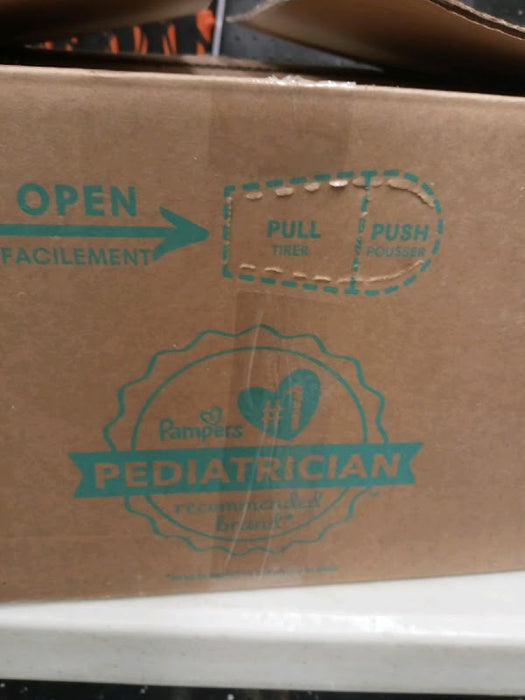 OPEN
FACILEMENT
PULL
TIRER
PUSH
POUSSER
#1
Pampers
PEDIATRICIAN
recommended
brand*